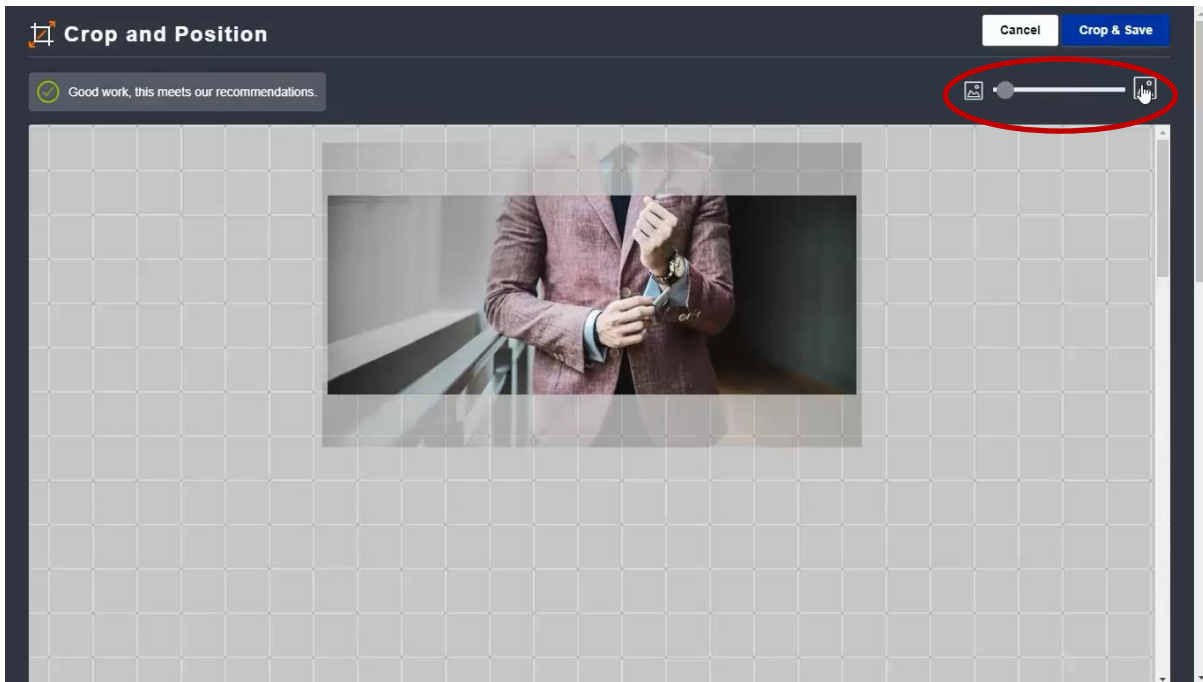 Crop and Position
Cancel
Crop & Save
Good work, this meets our recommendations.